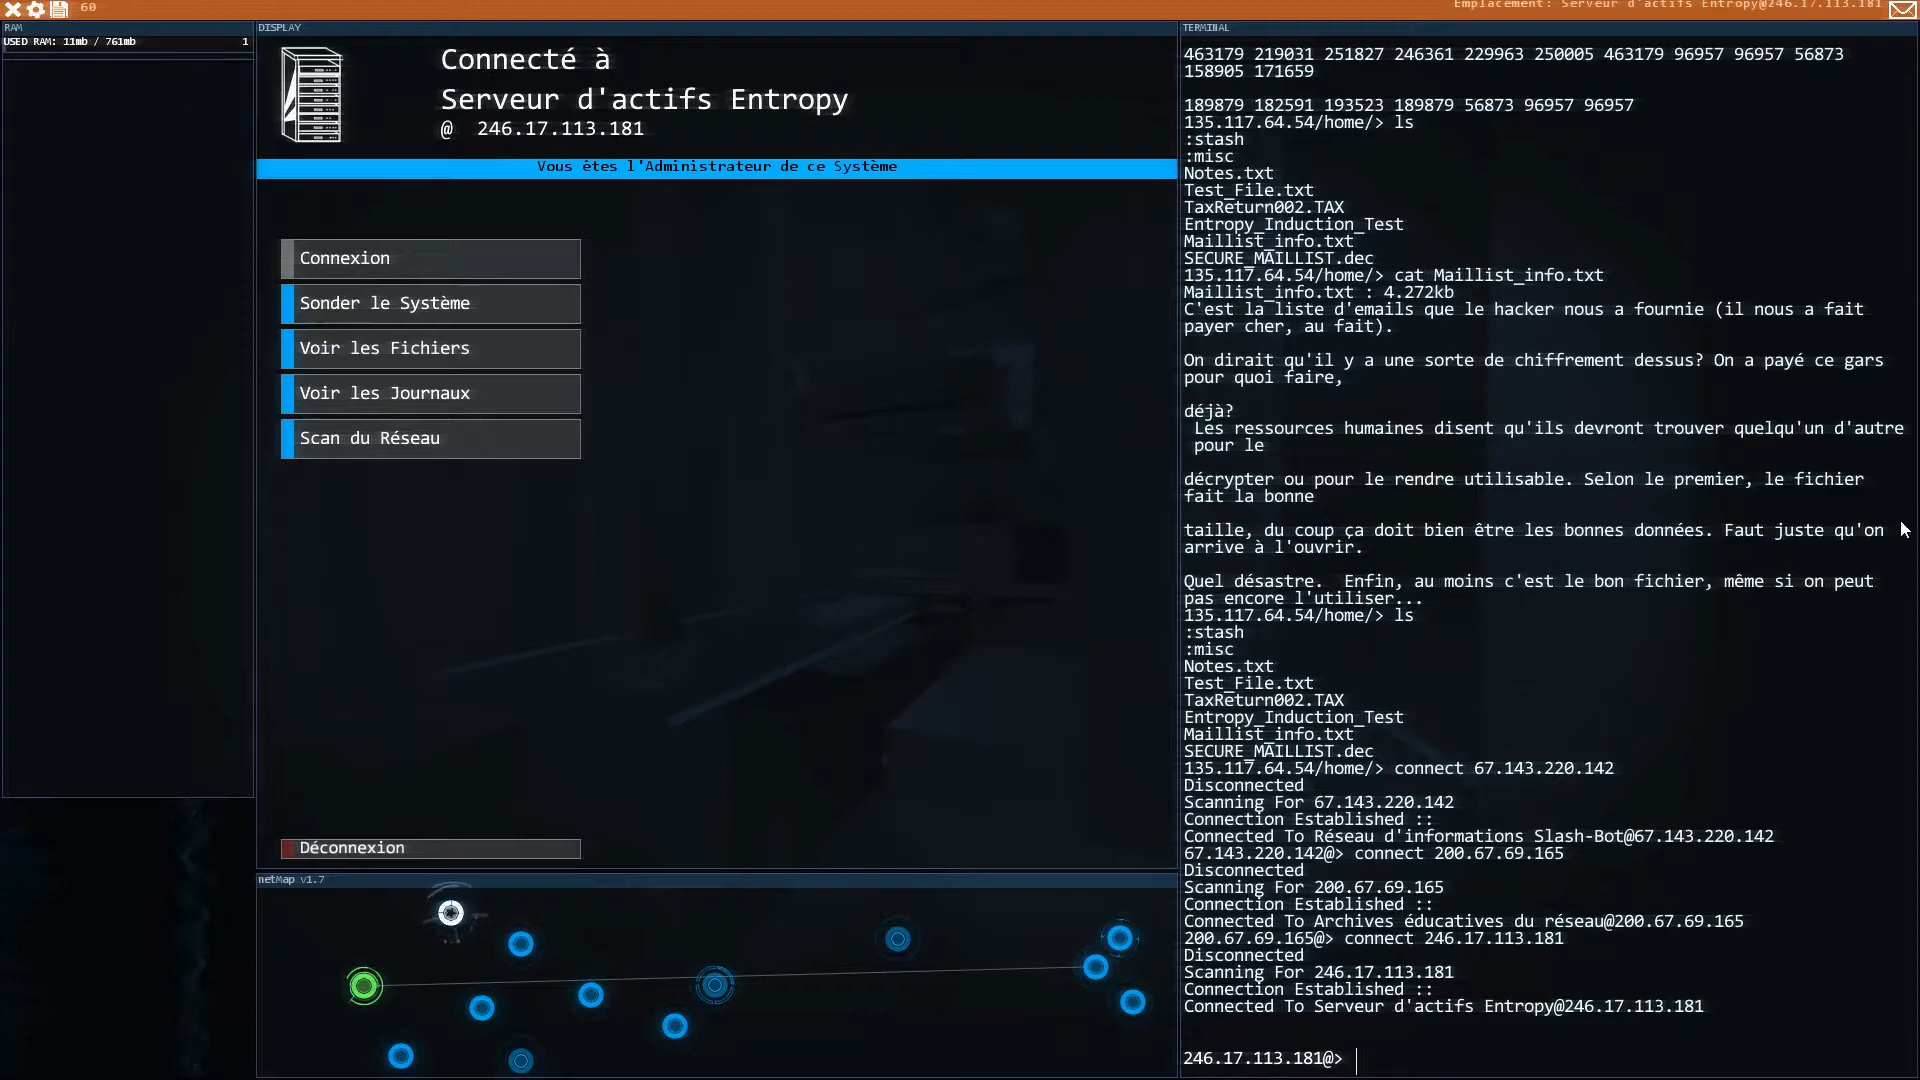 60
Emplacement: Serveur d'actifs Entropy@246.17.113.181
RAM
USED RAM: 11mb / 761mb 1
DISPLAY
Connecté à
Serveur d'actifs Entropy
@ 246.17.113.181
Vous êtes l'Administrateur de ce Système
Connexion
Sonder le Système
Voir les Fichiers
Voir les Journaux
Scan du Réseau
Déconnexion
netMap v1.7
TERMINAL
463179 219031 251827 246361 229963 250005 463179 96957 96957 56873
158905 171659
189879 182591 193523 189879 56873 96957 96957
135.117.64.54/home/> ls
:stash
:misc
Notes.txt
Test_File.txt
TaxReturn002.TAX
Entropy_Induction_Test
Maillist_info.txt
SECURE_MAILLIST.dec
135.117.64.54/home/> cat Maillist_info.txt
Maillist_info.txt : 4.272kb
C'est la liste d'emails que le hacker nous a fournie (il nous a fait
payer cher, au fait).
On dirait qu'il y a une sorte de chiffrement dessus? On a payé ce gars
pour quoi faire,
déjà?
Les ressources humaines disent qu'ils devront trouver quelqu'un d'autre
pour le
décrypter ou pour le rendre utilisable. Selon le premier, le fichier
fait la bonne
taille, du coup ça doit bien être les bonnes données. Faut juste qu'on
arrive à l'ouvrir.
Quel désastre.  Enfin, au moins c'est le bon fichier, même si on peut
pas encore l'utiliser...
135.117.64.54/home/> ls
:stash
:misc
Notes.txt
Test_File.txt
TaxReturn002.TAX
Entropy_Induction_Test
Maillist_info.txt
SECURE_MAILLIST.dec
135.117.64.54/home/> connect 67.143.220.142
Disconnected
Scanning For 67.143.220.142
Connection Established ::
Connected To Réseau d'informations Slash-Bot@67.143.220.142
67.143.220.142@> connect 200.67.69.165
Disconnected
Scanning For 200.67.69.165
Connection Established ::
Connected To Archives éducatives du réseau@200.67.69.165
200.67.69.165@> connect 246.17.113.181
Disconnected
Scanning For 246.17.113.181
Connection Established ::
Connected To Serveur d'actifs Entropy@246.17.113.181
246.17.113.181@>